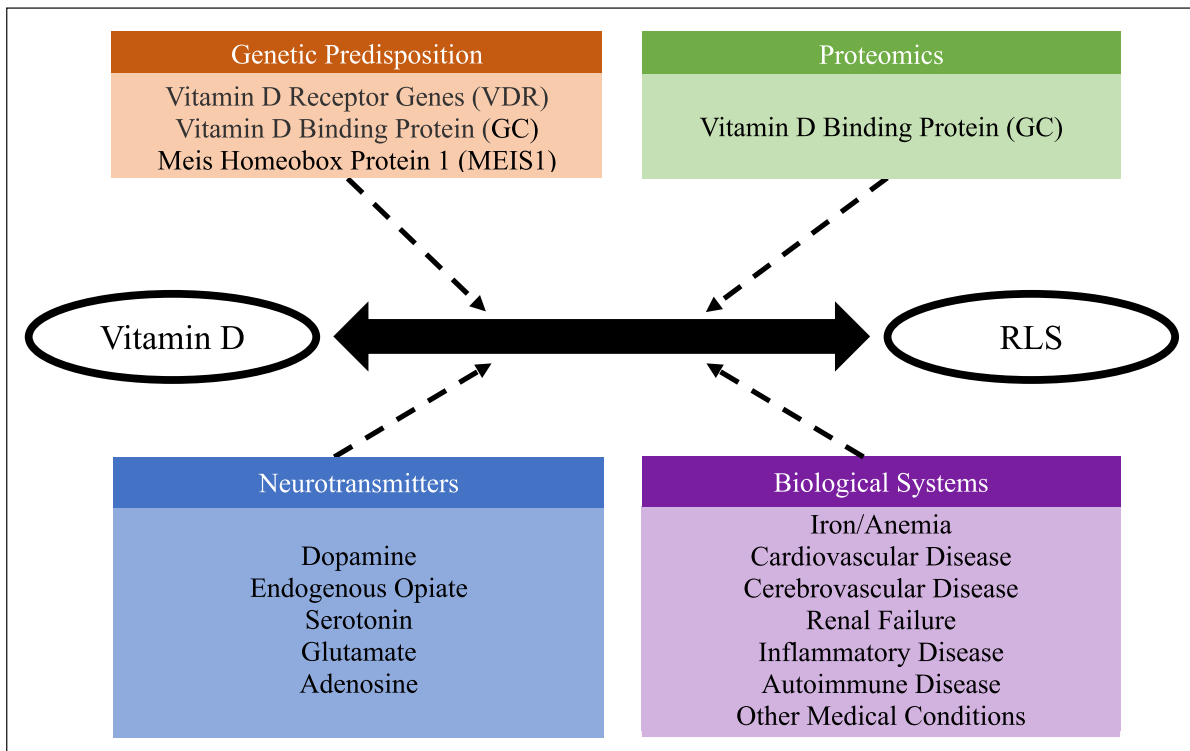 Genetic Predisposition
Vitamin D Receptor Genes (VDR)
Vitamin D Binding Protein (GC)
Meis Homeobox Protein 1 (MEIS1)
Proteomics
Vitamin D Binding Protein (GC)
Vitamin D
RLS
Neurotransmitters
Dopamine
Endogenous Opiate
Serotonin
Glutamate
Adenosine
Biological Systems
Iron/Anemia
Cardiovascular Disease
Cerebrovascular Disease
Renal Failure
Inflammatory Disease
Autoimmune Disease
Other Medical Conditions